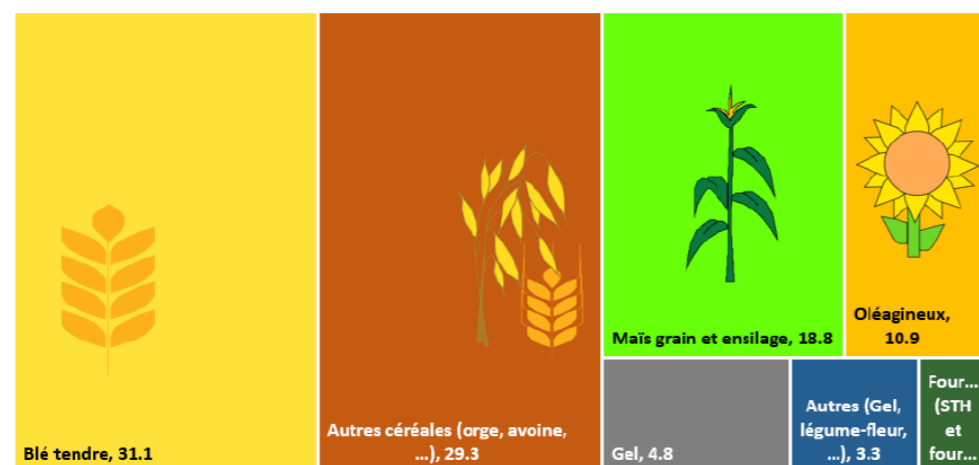 Blé tendre, 31.1
Autres céréales (orge, avoine,
...), 29.3
Maïs grain et ensilage, 18.8
Oléagineux,
10.9
Gel, 4.8
Autres (Gel,
légume-fleur,
...), 3.3
Four...
(STH
et
four...